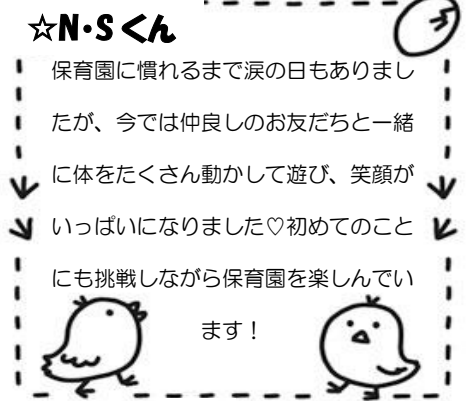 ☆N・Sくん
保育園に慣れるまで涙の日もありまし
たが、今では仲良しのお友だちと一緒
に体をたくさん動かして遊び、笑顔が
いっぱいになりました♡初めてのこと
にも挑戦しながら保育園を楽しんでい
ます！